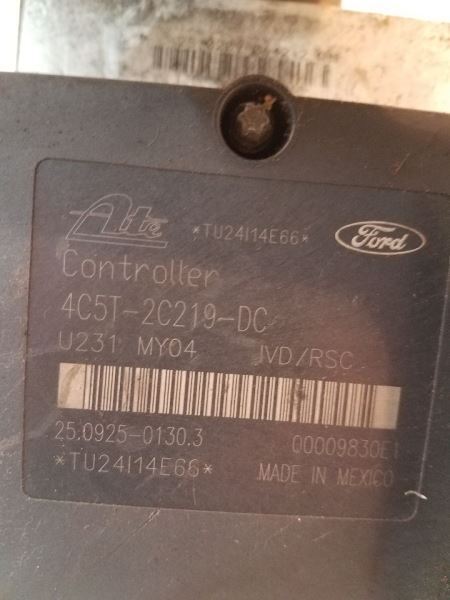 Ate *TU24I14E66* Ford
Controller
4C5T-2C219-DC
U231 MY04 IVD/RSC
25.0925-0130.3 00009830E1
*TU24I14E66* MADE IN MEXICO